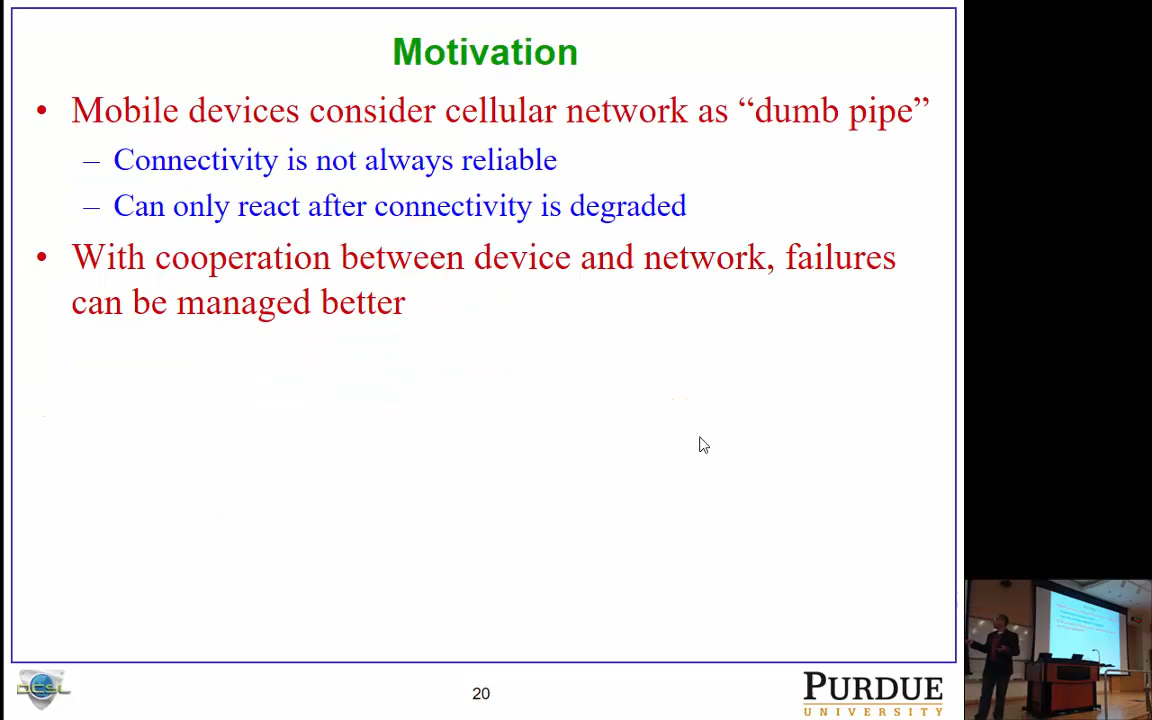 Motivation
• Mobile devices consider cellular network as “dumb pipe”
– Connectivity is not always reliable
– Can only react after connectivity is degraded
• With cooperation between device and network, failures
can be managed better
DCSL
20
PURDUE
UNIVERSITY